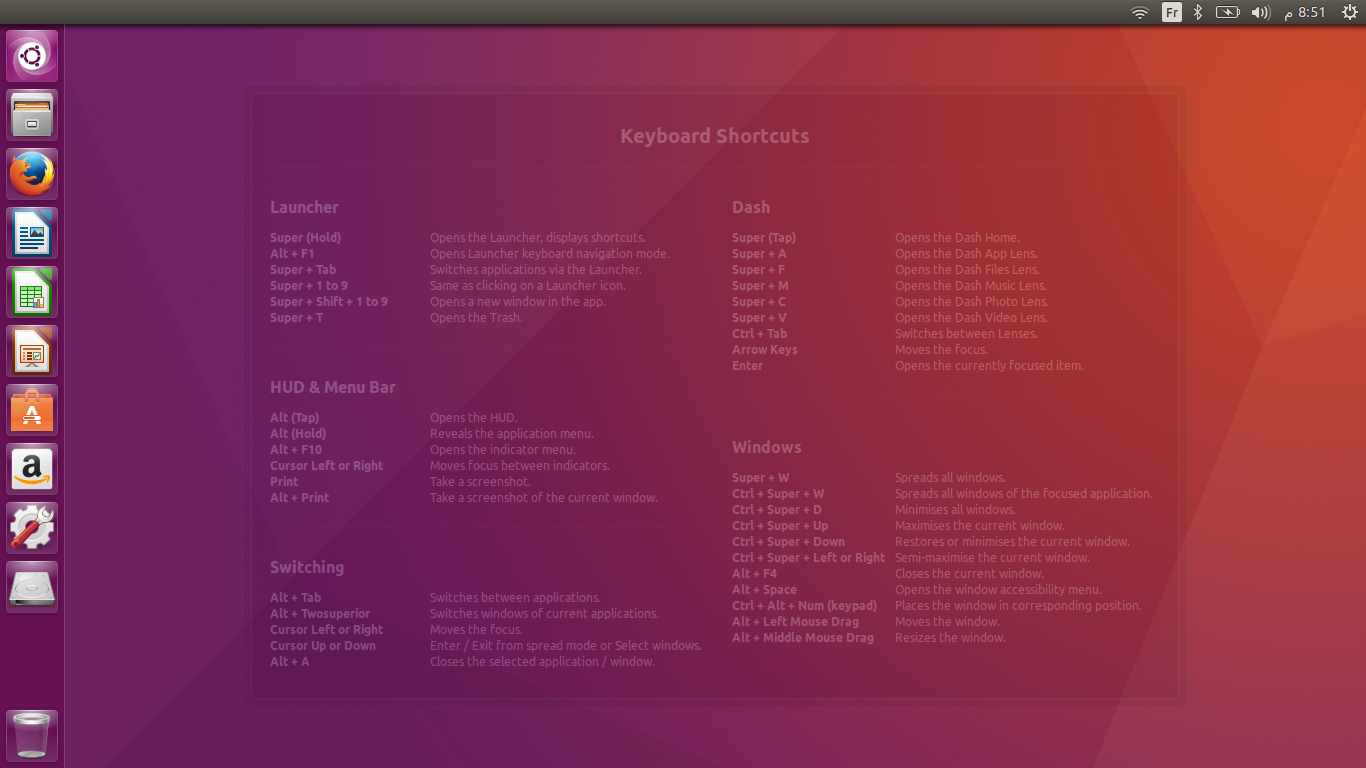 Fr
8:51 م
Keyboard Shortcuts
Launcher
Super (Hold) Opens the Launcher, displays shortcuts.
Alt + F1 Opens Launcher keyboard navigation mode.
Super + Tab Switches applications via the Launcher.
Super + 1 to 9 Same as clicking on a Launcher icon.
Super + Shift + 1 to 9 Opens a new window in the app.
Super + T Opens the Trash.
HUD & Menu Bar
Alt (Tap) Opens the HUD.
Alt (Hold) Reveals the application menu.
Alt + F10 Opens the indicator menu.
Cursor Left or Right Moves focus between indicators.
Print Take a screenshot.
Alt + Print Take a screenshot of the current window.
Switching
Alt + Tab Switches between applications.
Alt + Twosuperior Switches windows of current applications.
Cursor Left or Right Moves the focus.
Cursor Up or Down Enter / Exit from spread mode or Select windows.
Alt + A Closes the selected application / window.
Dash
Super (Tap) Opens the Dash Home.
Super + A Opens the Dash App Lens.
Super + F Opens the Dash Files Lens.
Super + M Opens the Dash Music Lens.
Super + C Opens the Dash Photo Lens.
Super + V Opens the Dash Video Lens.
Ctrl + Tab Switches between Lenses.
Arrow Keys Moves the focus.
Enter Opens the currently focused item.
Windows
Super + W Spreads all windows.
Ctrl + Super + W Spreads all windows of the focused application.
Ctrl + Super + D Minimises all windows.
Ctrl + Super + Up Maximises the current window.
Ctrl + Super + Down Restores or minimises the current window.
Ctrl + Super + Left or Right Semi-maximise the current window.
Alt + F4 Closes the current window.
Alt + Space Opens the window accessibility menu.
Ctrl + Alt + Num (keypad) Places the window in corresponding position.
Alt + Left Mouse Drag Moves the window.
Alt + Middle Mouse Drag Resizes the window.